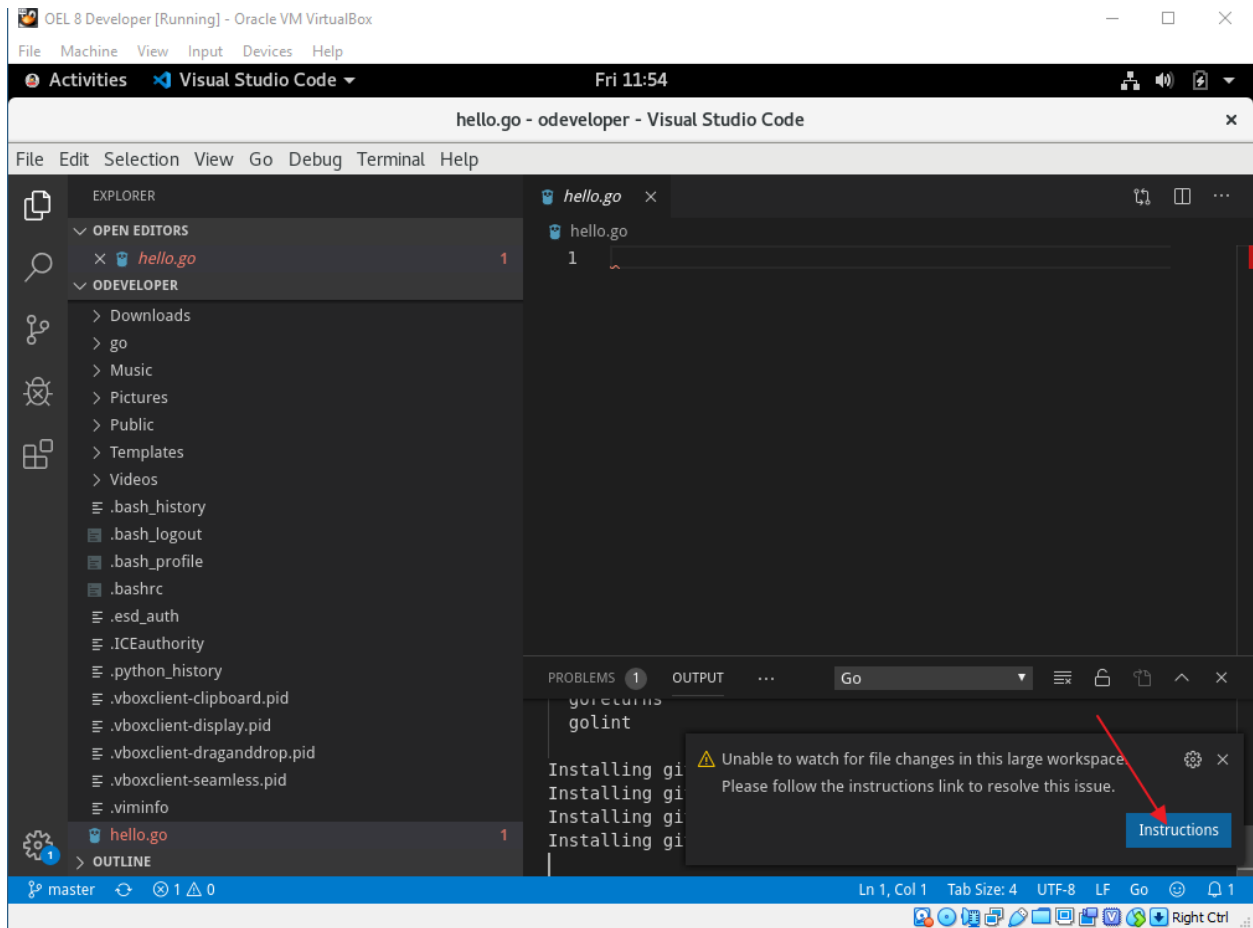 OEL 8 Developer [Running] - Oracle VM VirtualBox
File Machine View Input Devices Help
Activities Visual Studio Code Fri 11:54
hello.go - odeveloper - Visual Studio Code
File Edit Selection View Go Debug Terminal Help
EXPLORER
OPEN EDITORS
hello.go 1
ODEVELOPER
Downloads
go
Music
Pictures
Public
Templates
Videos
.bash_history
.bash_logout
.bash_profile
.bashrc
.esd_auth
.ICEauthority
.python_history
.vboxclient-clipboard.pid
.vboxclient-display.pid
.vboxclient-draganddrop.pid
.vboxclient-seamless.pid
.viminfo
hello.go 1
OUTLINE
1
hello.go
hello.go
1
PROBLEMS 1 OUTPUT ... Go
goreturns
golint
Installing gi
Installing gi
Installing gi
Installing gi
Unable to watch for file changes in this large workspace.
Please follow the instructions link to resolve this issue.
Instructions
master 1 0 Ln 1, Col 1 Tab Size: 4 UTF-8 LF Go 1
Right Ctrl